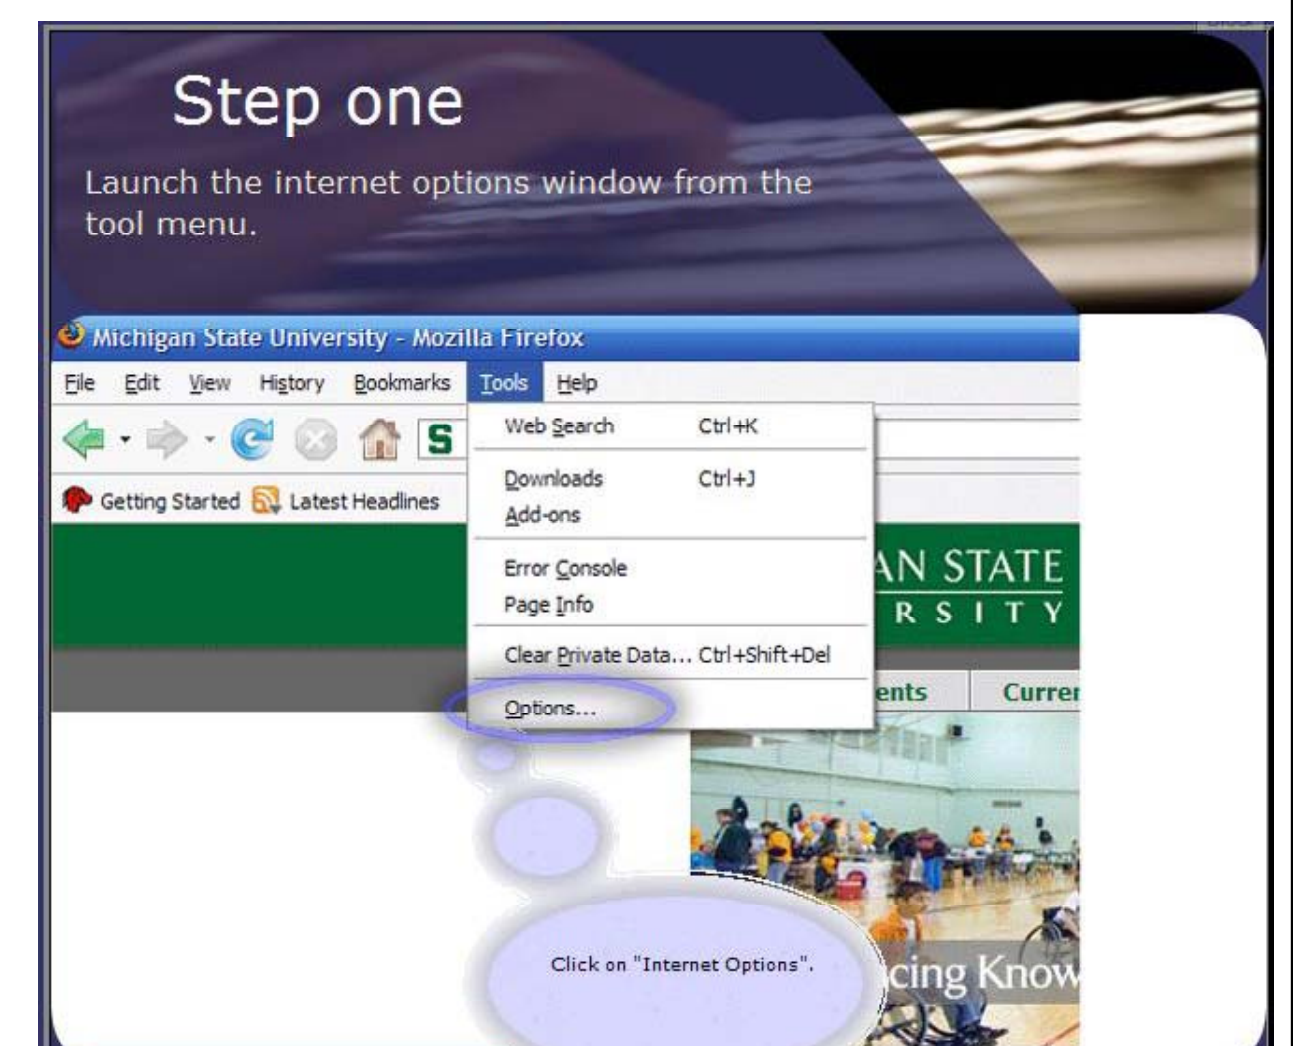 Step one
Launch the internet options window from the
tool menu.
Michigan State University - Mozilla Firefox
File Edit View History Bookmarks Tools Help
Web Search Ctrl+K
S
Downloads Ctrl+J
Getting Started Latest Headlines
Add-ons
AN STATE
Error Console
Page Info
R S I T Y
Clear Private Data... Ctrl+Shift+Del
ents Currer
Options...
Click on "Internet Options".
cing Know